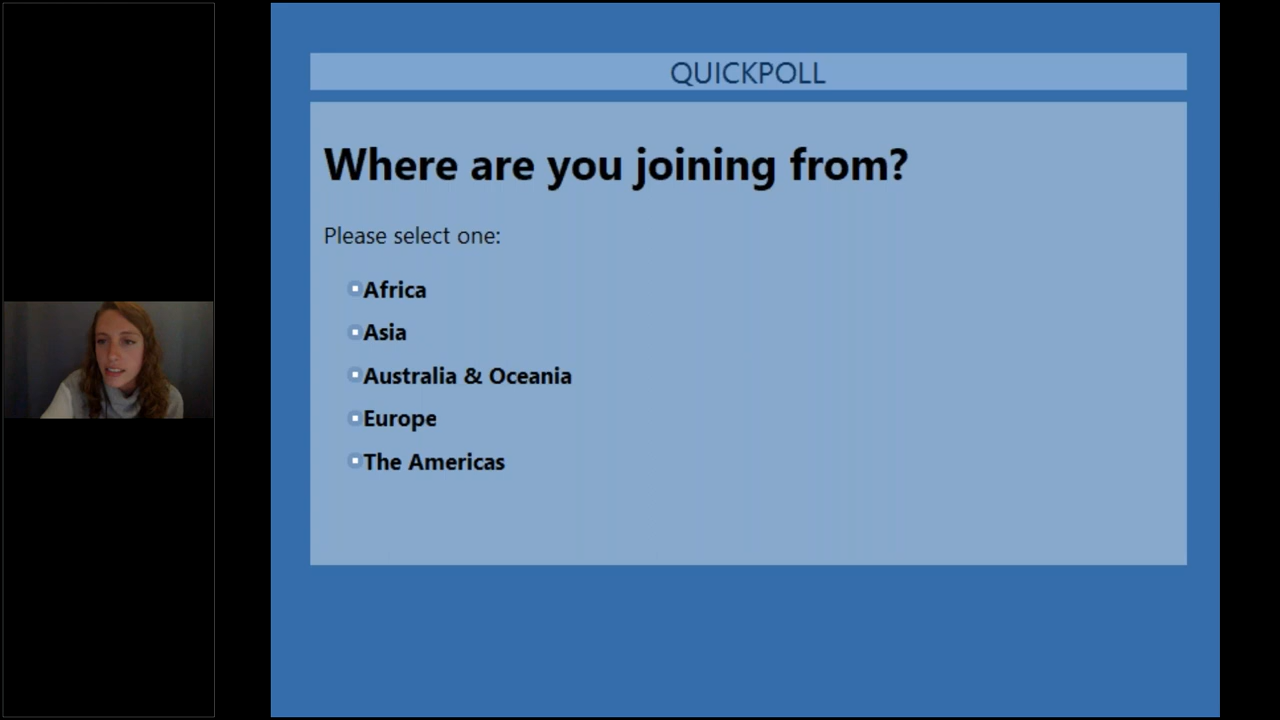 QUICKPOLL
Where are you joining from?
Please select one:
Africa
Asia
Australia & Oceania
Europe
The Americas